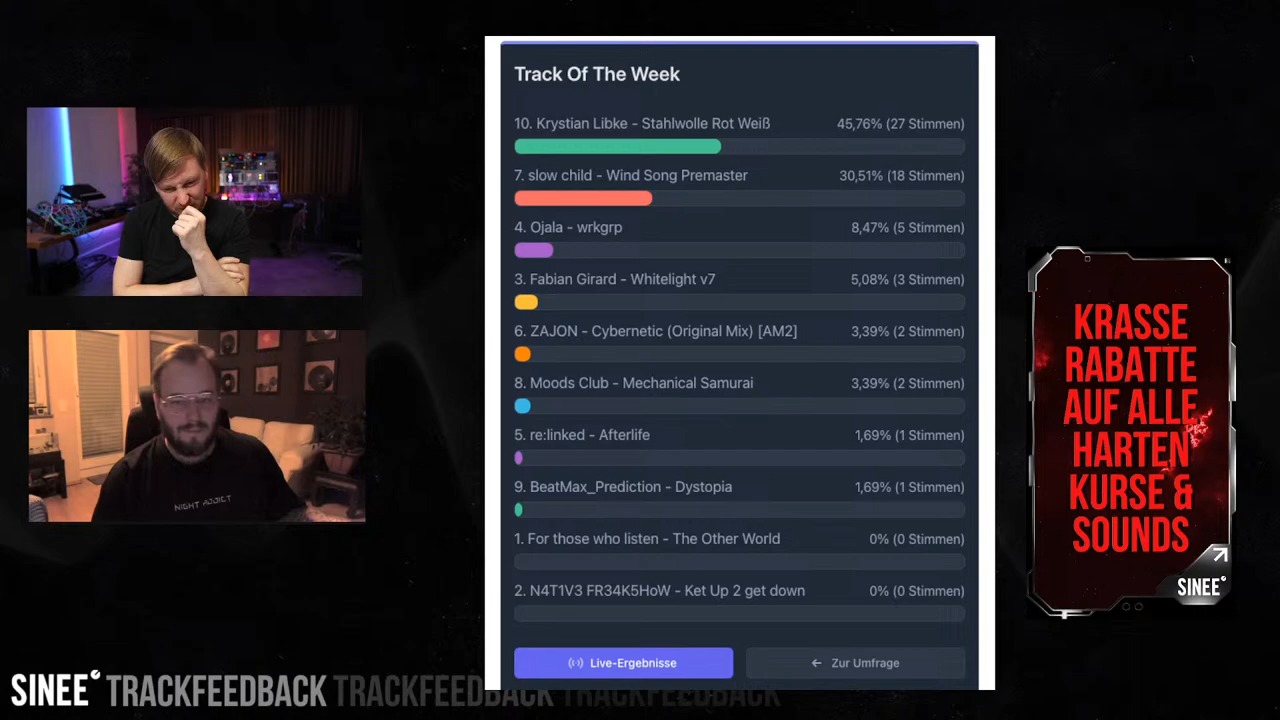 Track Of The Week
10. Krystian Libke - Stahlwolle Rot Weiß 45,76% (27 Stimmen)
7. slow child - Wind Song Premaster 30,51% (18 Stimmen)
4. Ojala - wrkgrp 8,47% (5 Stimmen)
3. Fabian Girard - Whitelight v7 5,08% (3 Stimmen)
6. ZAJON - Cybernetic (Original Mix) [AM2] 3,39% (2 Stimmen)
8. Moods Club - Mechanical Samurai 3,39% (2 Stimmen)
5. re:linked - Afterlife 1,69% (1 Stimmen)
9. BeatMax_Prediction - Dystopia 1,69% (1 Stimmen)
1. For those who listen - The Other World 0% (0 Stimmen)
2. N4T1V3 FR34K5HoW - Ket Up 2 get down 0% (0 Stimmen)
Live-Ergebnisse
Zur Umfrage
NIGHT ADDICT
KRASSE
RABATTE
AUF ALLE
HARTEN
KURSE &
SOUNDS
SINEE
SINEE TRACKFEEDBACK TRACKFEEDBACK TRACKFEEDBACK